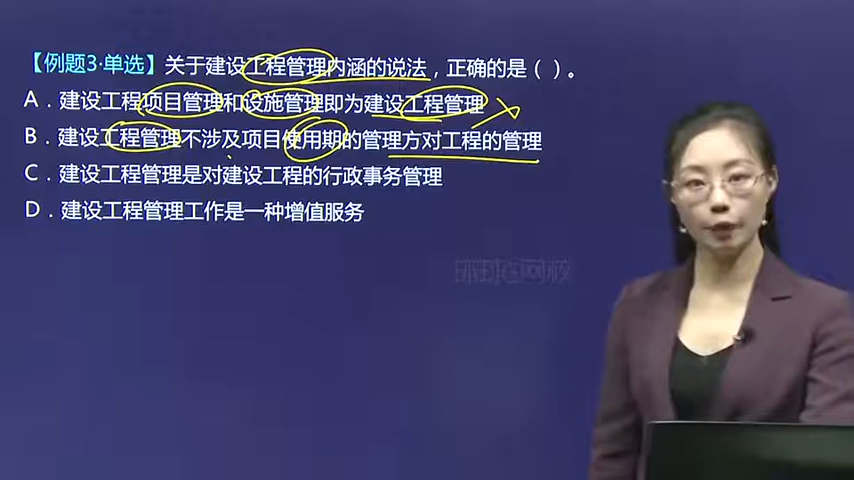 【例题3·单选】关于建设工程管理内涵的说法，正确的是（ ）。
A．建设工程项目管理和设施管理即为建设工程管理
B．建设工程管理不涉及项目使用期的管理方对工程的管理
C．建设工程管理是对建设工程的行政事务管理
D．建设工程管理工作是一种增值服务
环球网校